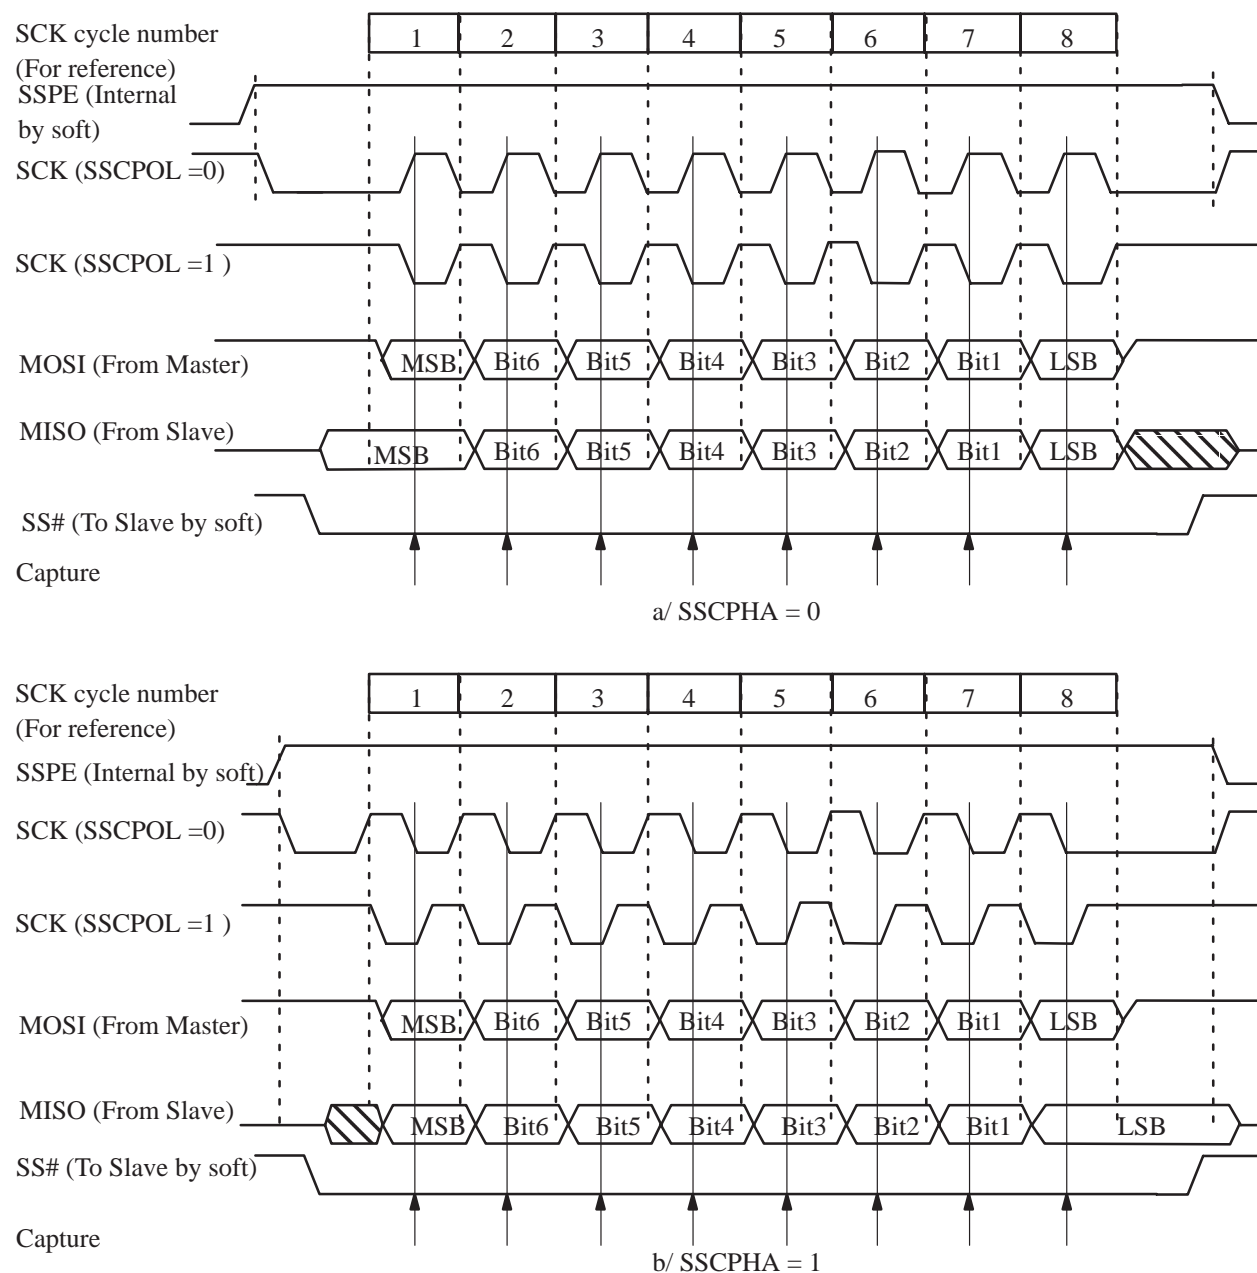 SCK cycle number
(For reference)
1 2 3 4 5 6 7 8
SSPE (Internal
by soft)
SCK (SSCPOL =0)
SCK (SSCPOL =1 )
MOSI (From Master)
MSB Bit6 Bit5 Bit4 Bit3 Bit2 Bit1 LSB
MISO (From Slave)
MSB Bit6 Bit5 Bit4 Bit3 Bit2 Bit1 LSB
SS# (To Slave by soft)
Capture
a/ SSCPHA = 0
SCK cycle number
(For reference)
1 2 3 4 5 6 7 8
SSPE (Internal by soft)
SCK (SSCPOL =0)
SCK (SSCPOL =1 )
MOSI (From Master)
MSB Bit6 Bit5 Bit4 Bit3 Bit2 Bit1 LSB
MISO (From Slave)
MSB Bit6 Bit5 Bit4 Bit3 Bit2 Bit1 LSB
SS# (To Slave by soft)
Capture
b/ SSCPHA = 1